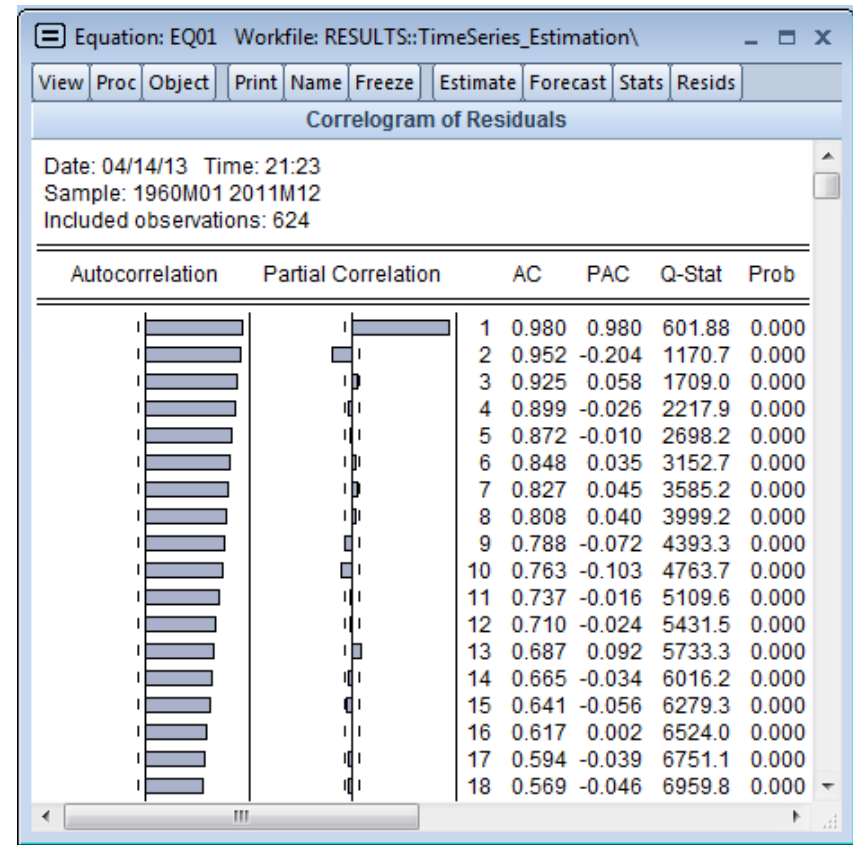 Equation: EQ01 Workfile: RESULTS::TimeSeries_Estimation\
View Proc Object Print Name Freeze Estimate Forecast Stats Resids
Correlogram of Residuals
Date: 04/14/13 Time: 21:23
Sample: 1960M01 2011M12
Included observations: 624
Autocorrelation Partial Correlation AC PAC Q-Stat Prob
1 0.980 0.980 601.88 0.000
2 0.952 -0.204 1170.7 0.000
3 0.925 0.058 1709.0 0.000
4 0.899 -0.026 2217.9 0.000
5 0.872 -0.010 2698.2 0.000
6 0.848 0.035 3152.7 0.000
7 0.827 0.045 3585.2 0.000
8 0.808 0.040 3999.2 0.000
9 0.788 -0.072 4393.3 0.000
10 0.763 -0.103 4763.7 0.000
11 0.737 -0.016 5109.6 0.000
12 0.710 -0.024 5431.5 0.000
13 0.687 0.092 5733.3 0.000
14 0.665 -0.034 6016.2 0.000
15 0.641 -0.056 6279.3 0.000
16 0.617 0.002 6524.0 0.000
17 0.594 -0.039 6751.1 0.000
18 0.569 -0.046 6959.8 0.000